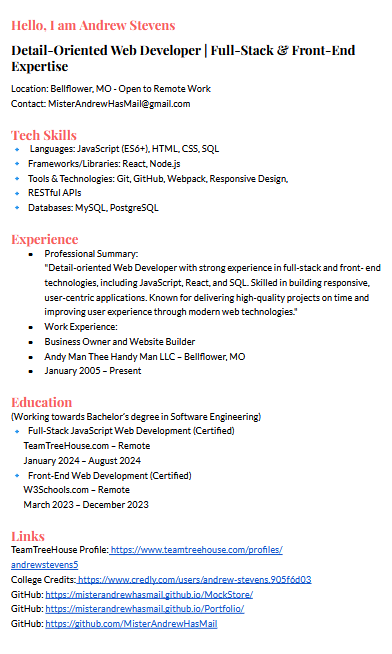 Hello, I am Andrew Stevens
Detail-Oriented Web Developer | Full-Stack & Front-End
Expertise
Location: Bellflower, MO - Open to Remote Work
Contact: MisterAndrewHasMail@gmail.com
Tech Skills
Languages: JavaScript (ES6+), HTML, CSS, SQL
Frameworks/Libraries: React, Node.js
Tools & Technologies: Git, GitHub, Webpack, Responsive Design,
RESTful APIs
Databases: MySQL, PostgreSQL
Experience
Professional Summary:
"Detail-oriented Web Developer with strong experience in full-stack and front- end
technologies, including JavaScript, React, and SQL. Skilled in building responsive,
user-centric applications. Known for delivering high-quality projects on time and
improving user experience through modern web technologies."
Work Experience:
Business Owner and Website Builder
Andy Man Thee Handy Man LLC – Bellflower, MO
January 2005 – Present
Education
(Working towards Bachelor's degree in Software Engineering)
Full-Stack JavaScript Web Development (Certified)
TeamTreeHouse.com – Remote
January 2024 – August 2024
Front-End Web Development (Certified)
W3Schools.com – Remote
March 2023 – December 2023
Links
TeamTreeHouse Profile: https://www.teamtreehouse.com/profiles/
andrewstevens5
College Credits: https://www.credly.com/users/andrew-stevens.905f6d03
GitHub: https://misterandrewhasmail.github.io/MockStore/
GitHub: https://misterandrewhasmail.github.io/Portfolio/
GitHub: https://github.com/MisterAndrewHasMail